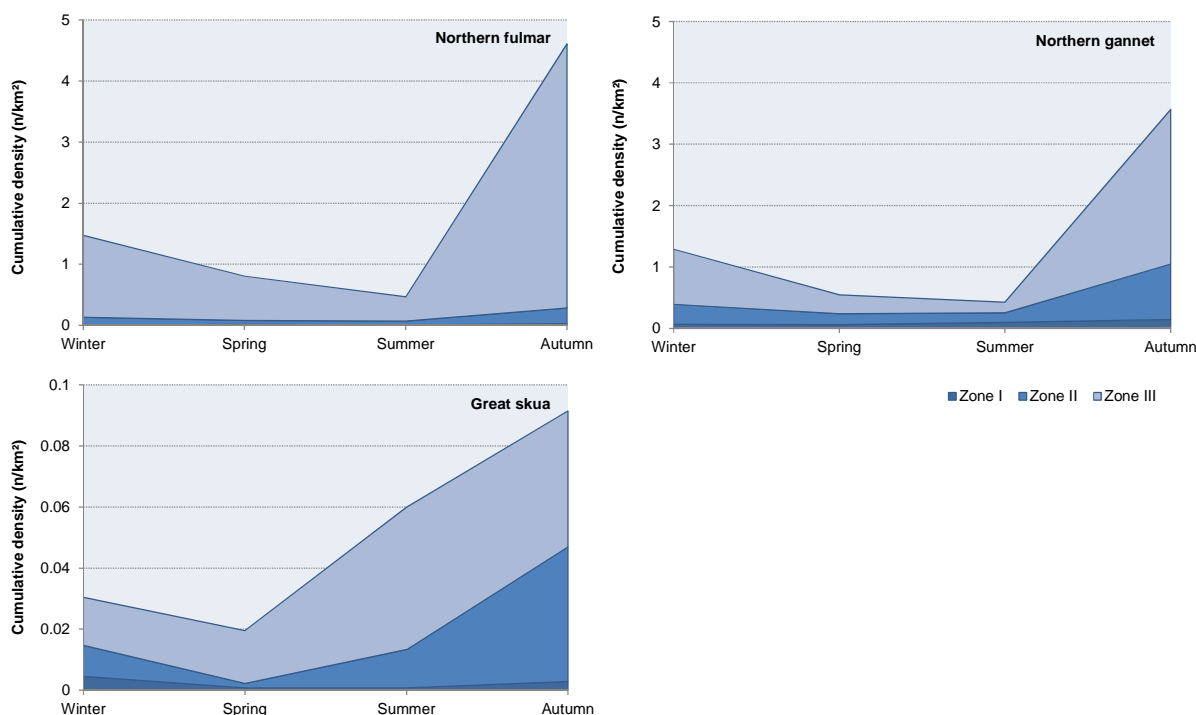 Northern fulmar
Cumulative density (n/km²)
5
4
3
2
1
0
Winter Spring Summer Autumn
Northern gannet
Cumulative density (n/km²)
5
4
3
2
1
0
Winter Spring Summer Autumn
Zone I Zone II Zone III
Great skua
Cumulative density (n/km²)
0.1
0.08
0.06
0.04
0.02
0
Winter Spring Summer Autumn